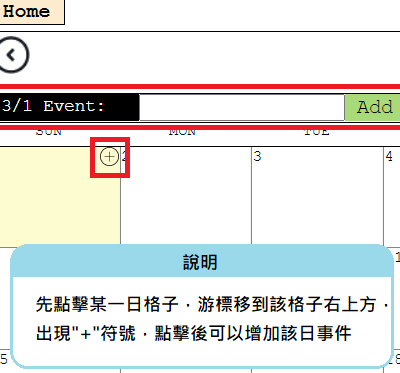 Home
3/1 Event:
Add
SUN MON TUE
2 3 4
說明
先點擊某一日格子，游標移到該格子右上方，
出現"+"符號，點擊後可以增加該日事件